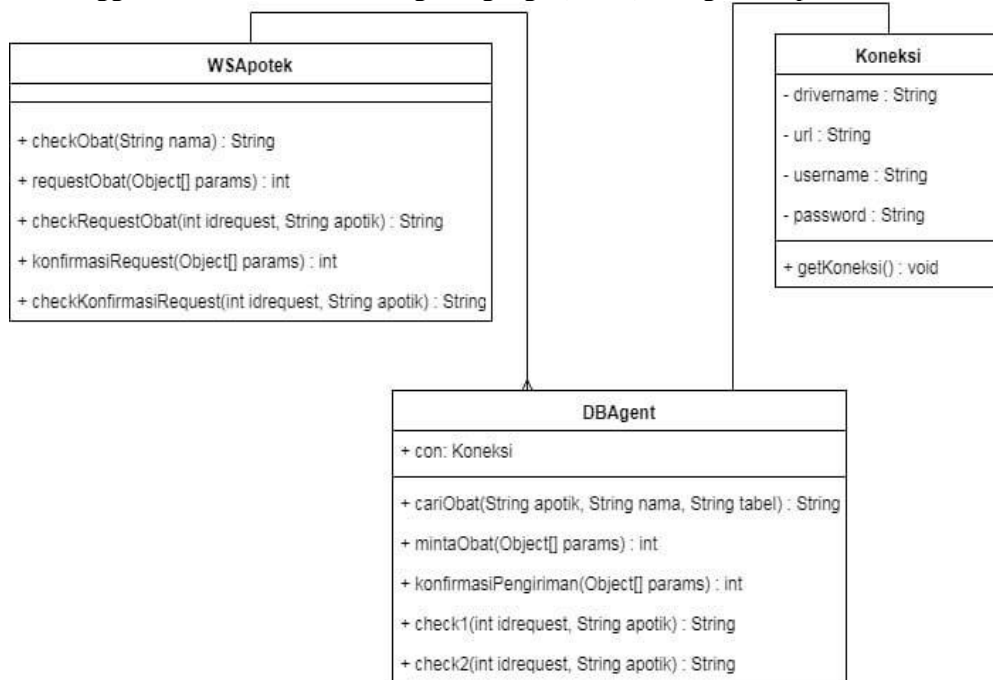 WSApotek
+ checkObat(String nama) : String
+ requestObat(Object[] params) : int
+ checkRequestObat(int idrequest, String apotik) : String
+ konfirmasiRequest(Object[] params) : int
+ checkKonfirmasiRequest(int idrequest, String apotik) : String
Koneksi
- drivername : String
- url : String
- username : String
- password : String
+ getKoneksi() : void
DBAgent
+ con: Koneksi
+ cariObat(String apotik, String nama, String tabel) : String
+ mintaObat(Object[] params) : int
+ konfirmasiPengiriman(Object[] params) : int
+ check1(int idrequest, String apotik) : String
+ check2(int idrequest, String apotik) : String